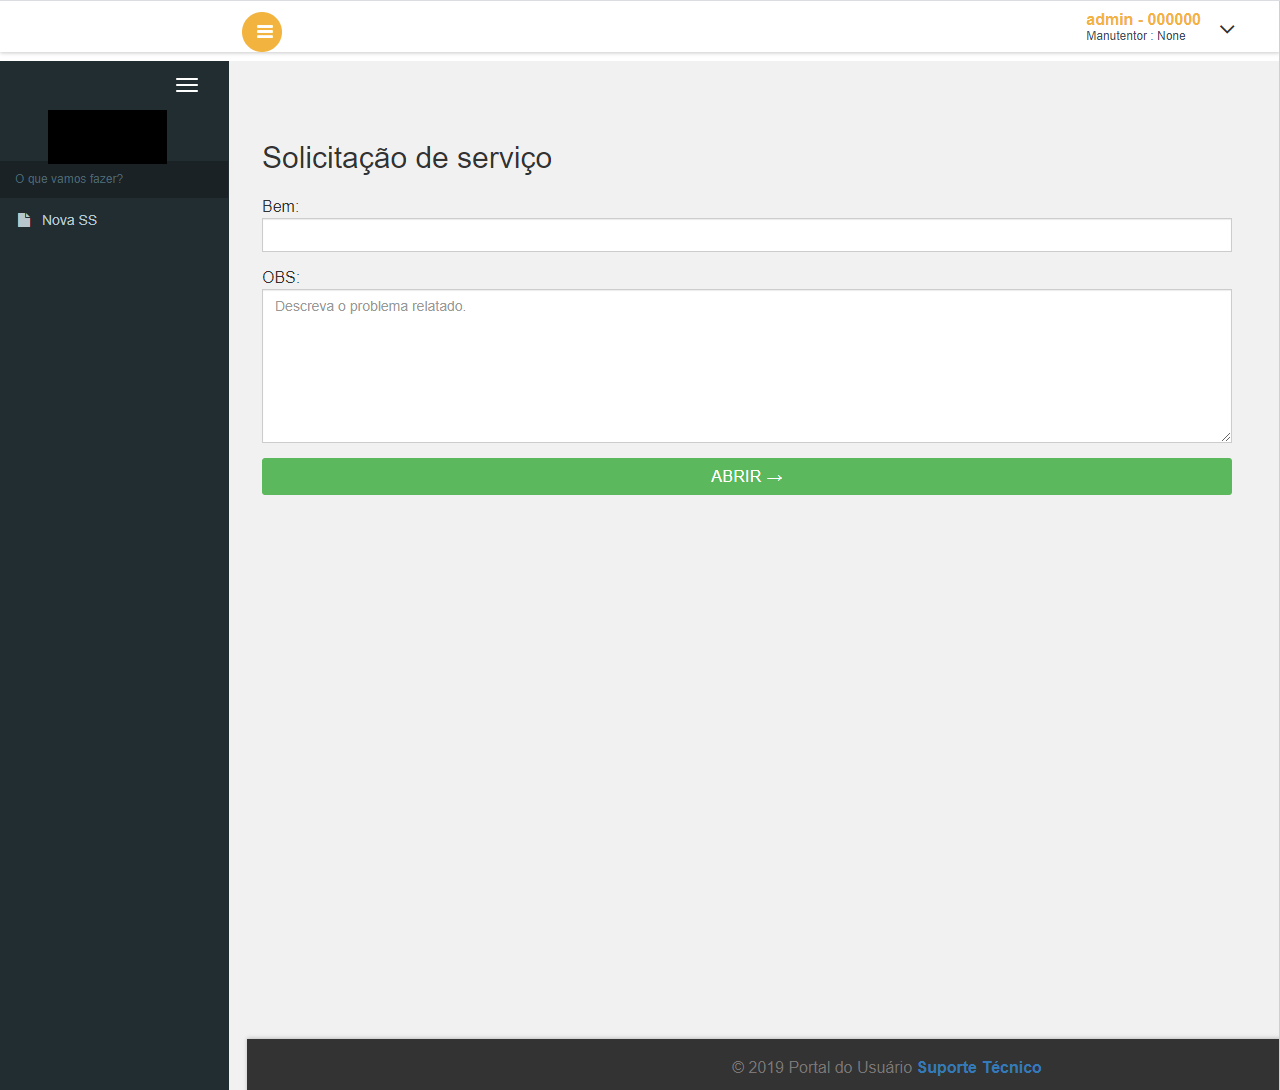 admin - 000000
Manutentor : None
O que vamos fazer?
Nova SS
Solicitação de serviço
Bem:
OBS:
Descreva o problema relatado.
ABRIR →
© 2019 Portal do Usuário Suporte Técnico